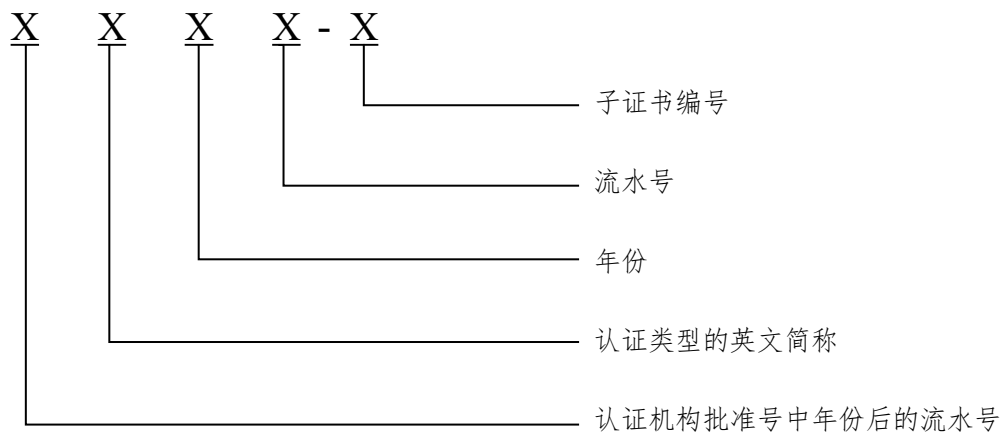 X X X X - X
子证书编号
流水号
年份
认证类型的英文简称
认证机构批准号中年份后的流水号